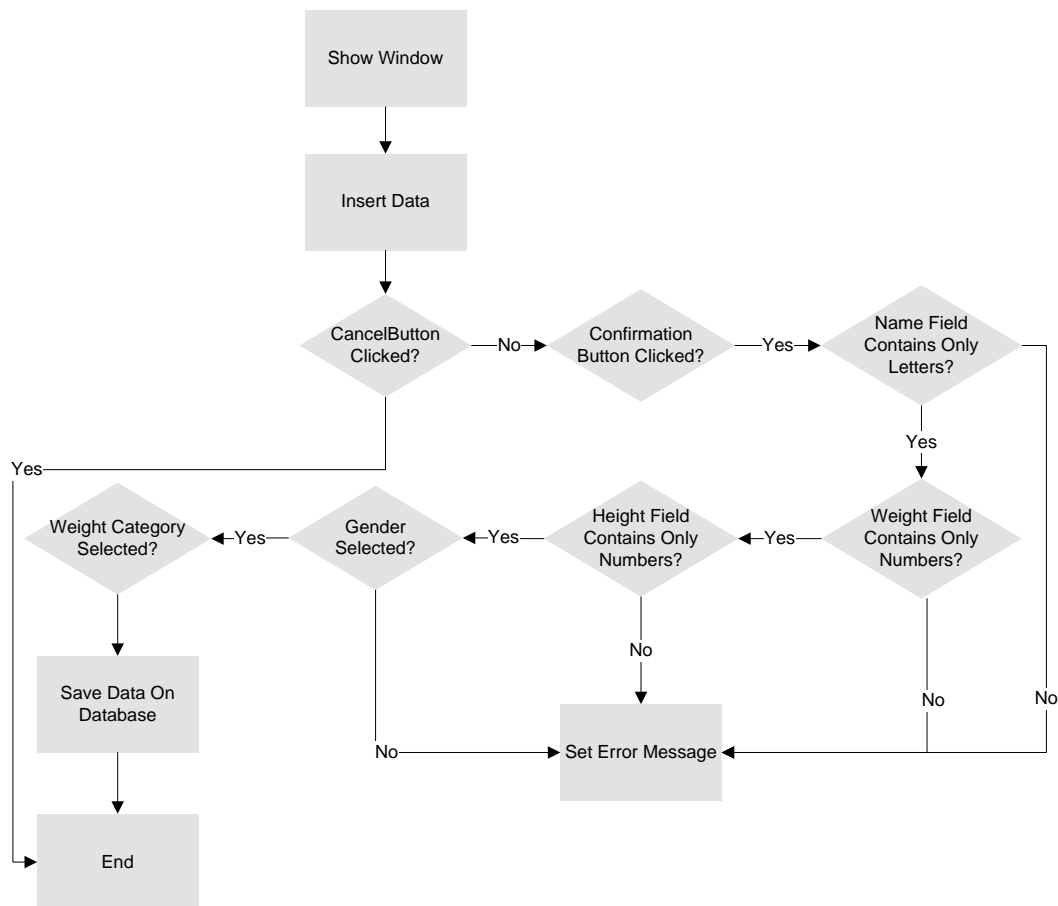 Show Window
Insert Data
CancelButton
Clicked?
No
Confirmation
Button Clicked?
Yes
Name Field
Contains Only
Letters?
Yes
Yes
Weight Category
Selected?
Yes
Gender
Selected?
Yes
Height Field
Contains Only
Numbers?
Yes
Weight Field
Contains Only
Numbers?
No
No
No
Save Data On
Database
No
Set Error Message
End